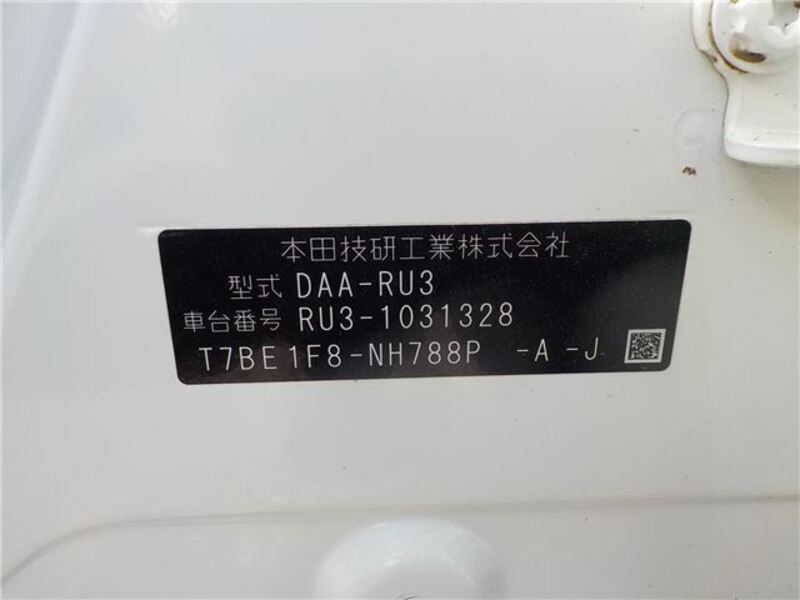 本田技研工業株式会社
型式 DAA-RU3
車台番号 RU3-1031328
T7BE1F8-NH788P -A -J